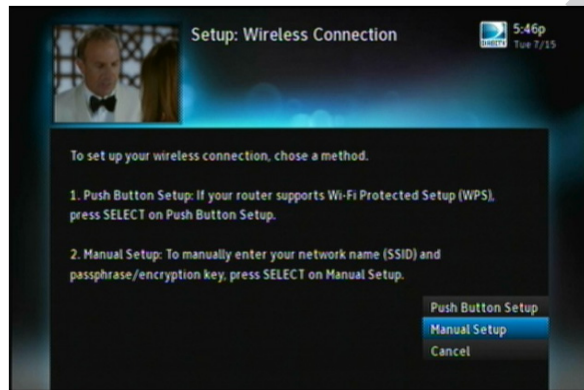 Setup: Wireless Connection
5:46p
DIRECTV
Tue 7/15
To set up your wireless connection, chose a method.
1. Push Button Setup: If your router supports Wi-Fi Protected Setup (WPS),
press SELECT on Push Button Setup.
2. Manual Setup: To manually enter your network name (SSID) and
passphrase/encryption key, press SELECT on Manual Setup.
Push Button Setup
Manual Setup
Cancel